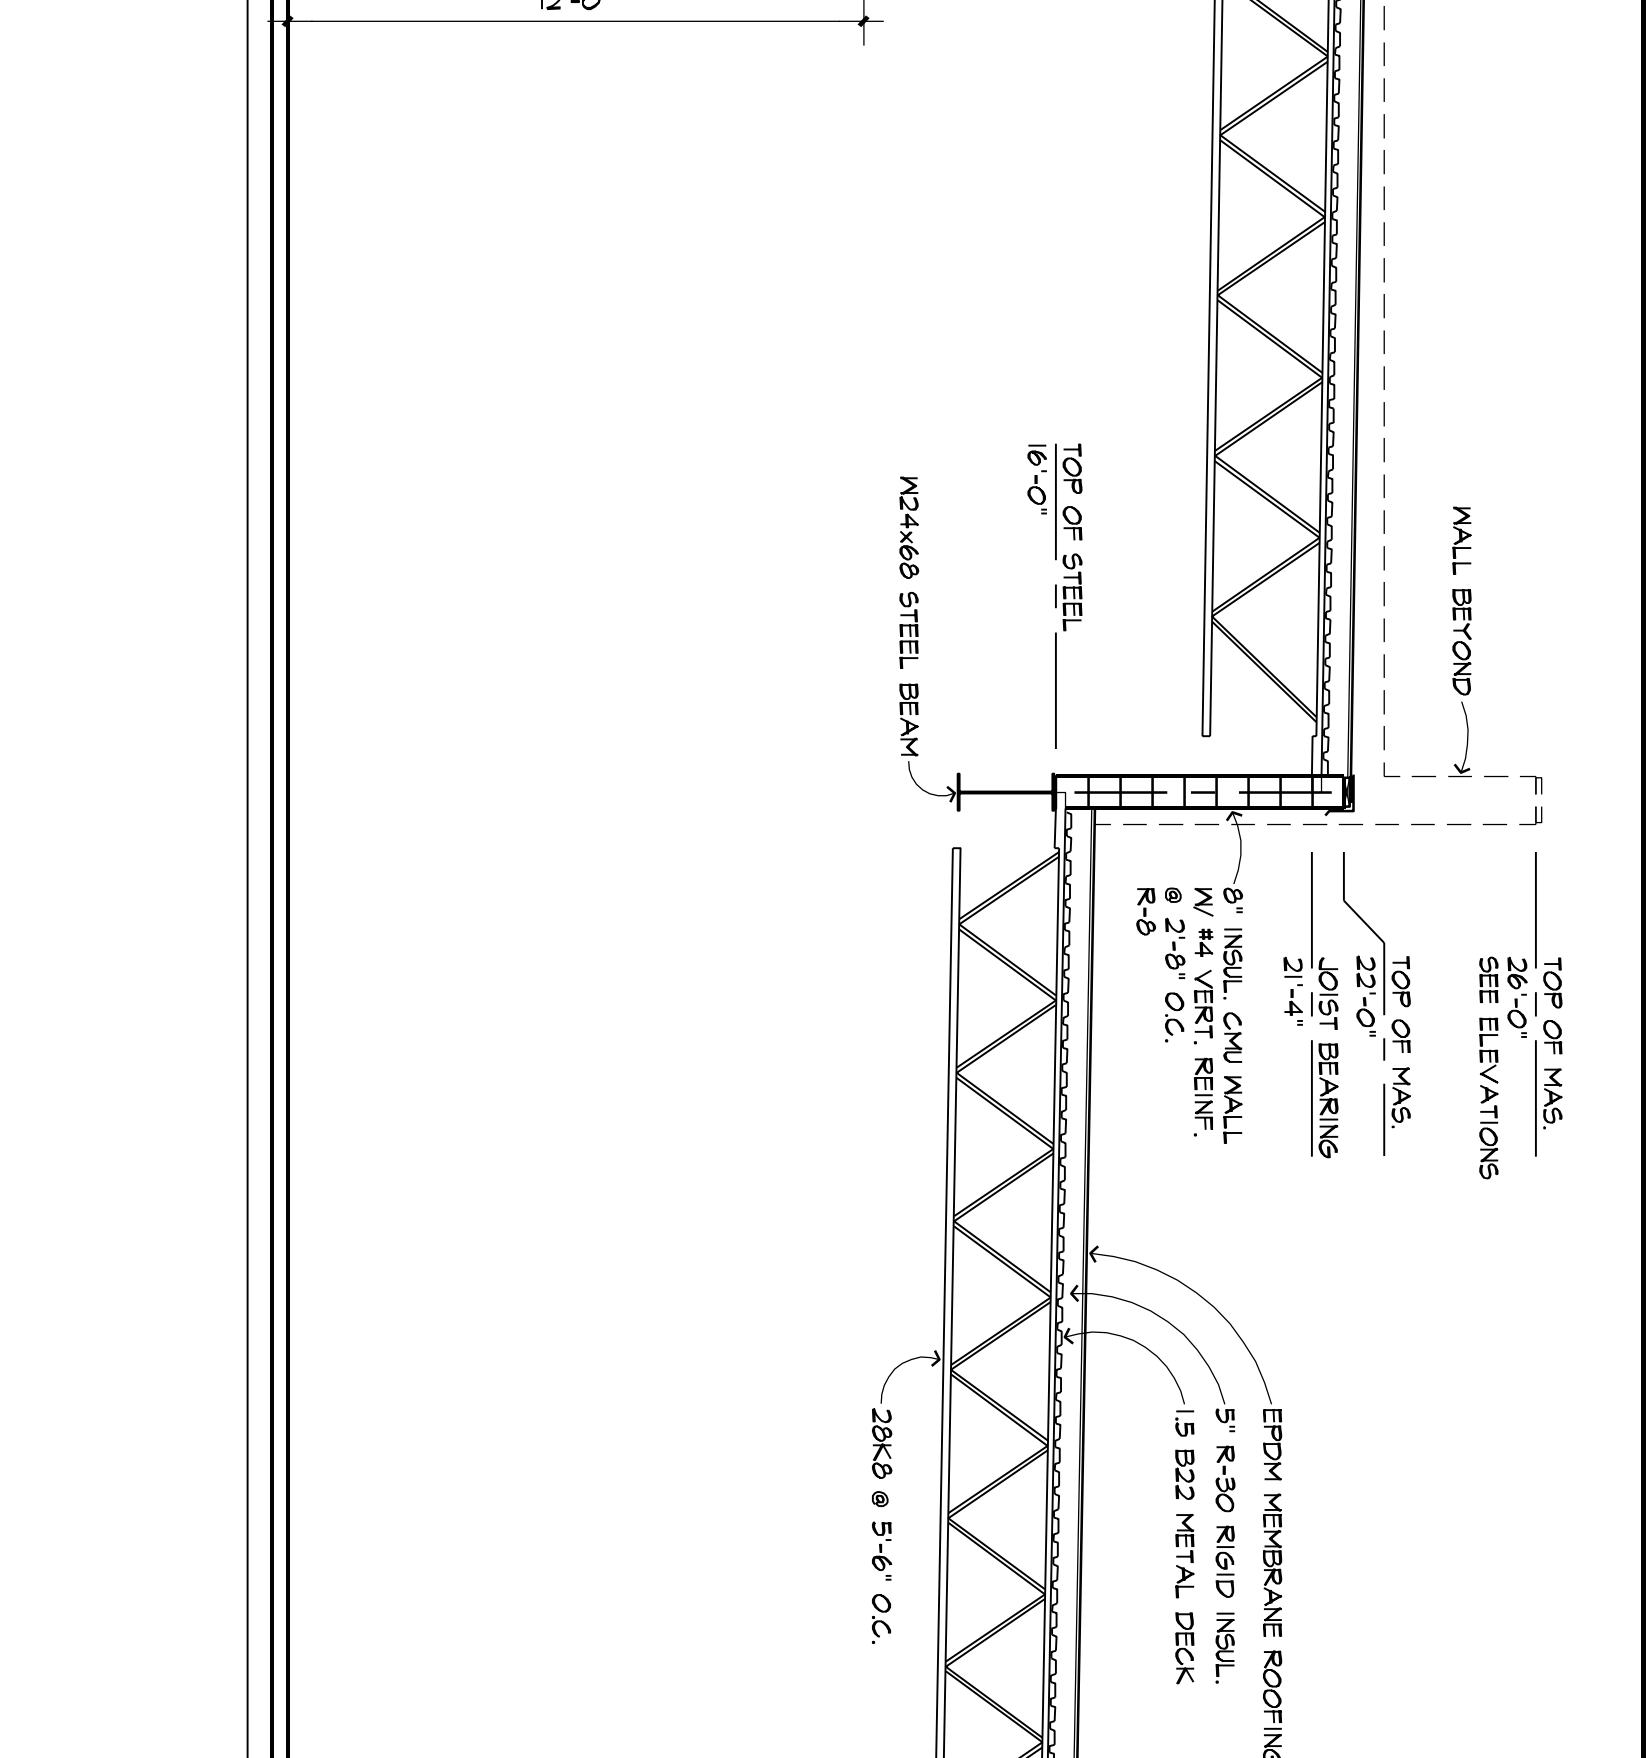 WALL BEYOND
TOP OF MAS.
26'-0"
SEE ELEVATIONS
TOP OF MAS.
22'-0"
JOIST BEARING
21'-4"
8" INSUL. CMU WALL
W/ #4 VERT. REINF.
@ 2'-8" O.C.
R-8
TOP OF STEEL
16'-0"
W24x68 STEEL BEAM
EPDM MEMBRANE ROOFING
5" R-30 RIGID INSUL.
1.5 B22 METAL DECK
28K8 @ 5'-6" O.C.